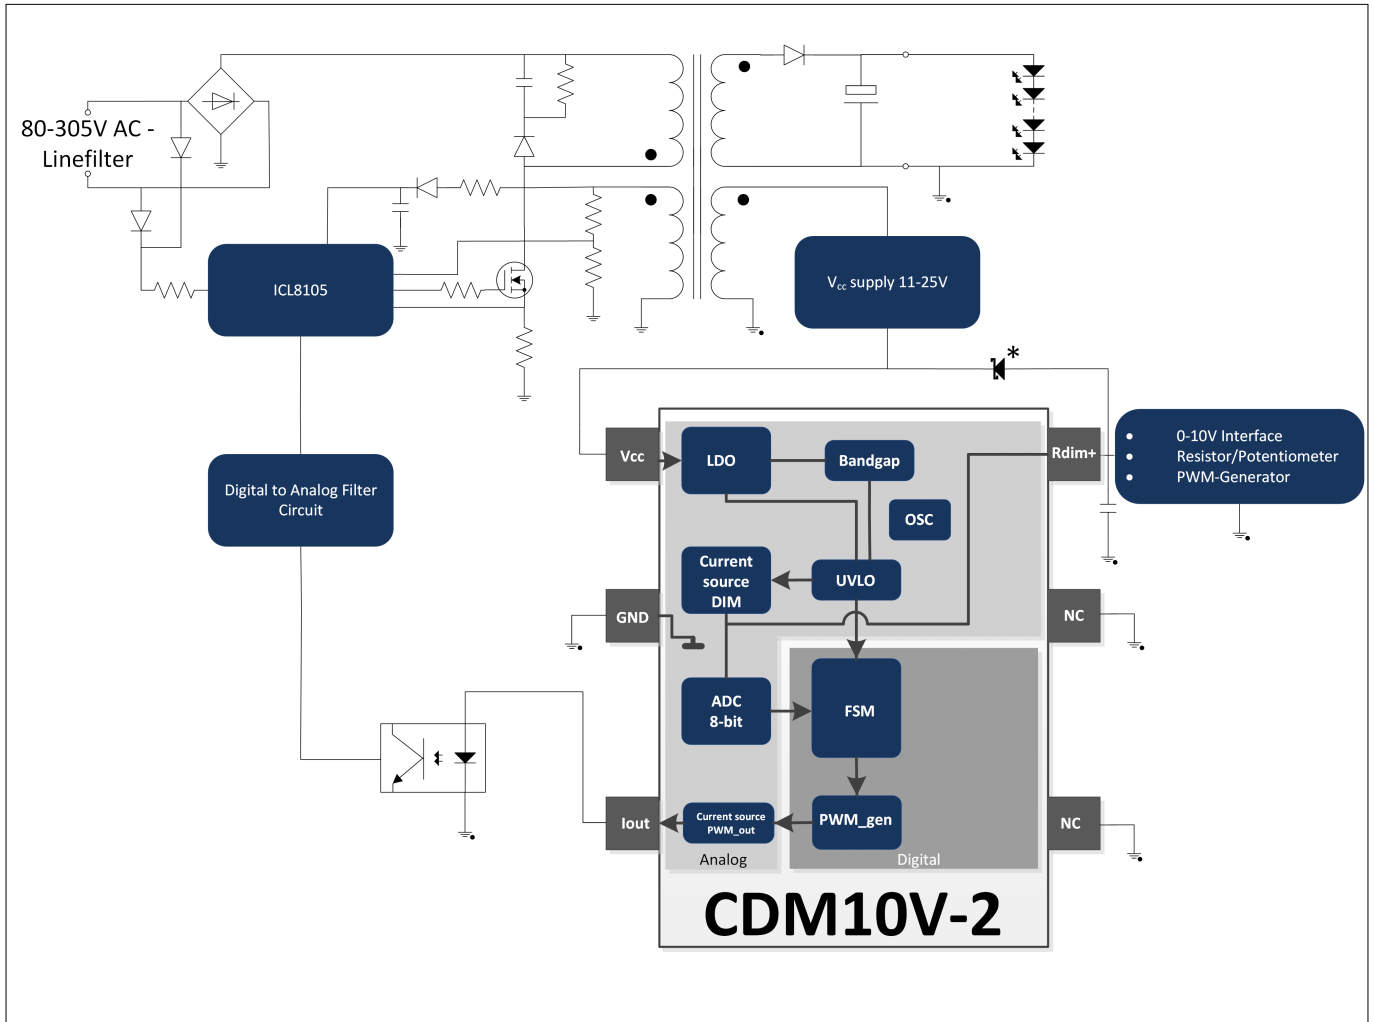 80-305V AC -
Linefilter
ICL8105
V_cc supply 11-25V
*
Digital to Analog Filter
Circuit
• 0-10V Interface
• Resistor/Potentiometer
• PWM-Generator
Vcc
LDO
Bandgap
Rdim+
OSC
Current
source
DIM
UVLO
GND
NC
ADC
8-bit
FSM
Iout
Current source
PWM_out
PWM_gen
NC
Analog
Digital
CDM10V-2